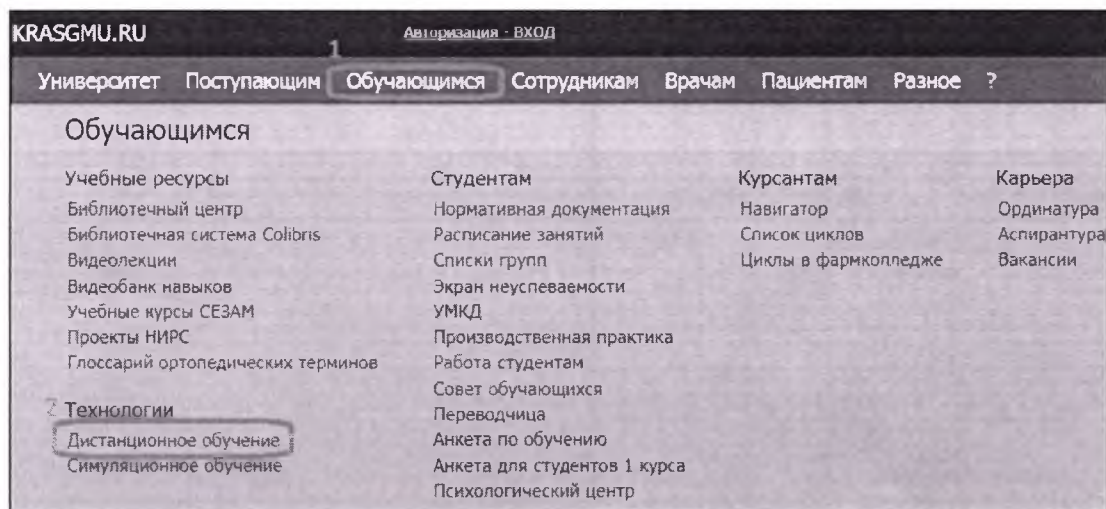 KRASGMU.RU
Авторизация - ВХОД
1
Университет Поступающим Обучающимся Сотрудникам Врачам Пациентам Разное ?
Обучающимся
Учебные ресурсы
Библиотечный центр
Библиотечная система Colibris
Видеолекции
Видеобанк навыков
Учебные курсы СЕЗАМ
Проекты НИРС
Глоссарий ортопедических терминов
2 Технологии
Дистанционное обучение
Симуляционное обучение
Студентам
Нормативная документация
Расписание занятий
Списки групп
Экран неуспеваемости
УМКД
Производственная практика
Работа студентам
Совет обучающихся
Переводчица
Анкета по обучению
Анкета для студентов 1 курса
Психологический центр
Курсантам
Навигатор
Список циклов
Циклы в фармколледже
Карьера
Ординатура
Аспирантура
Вакансии